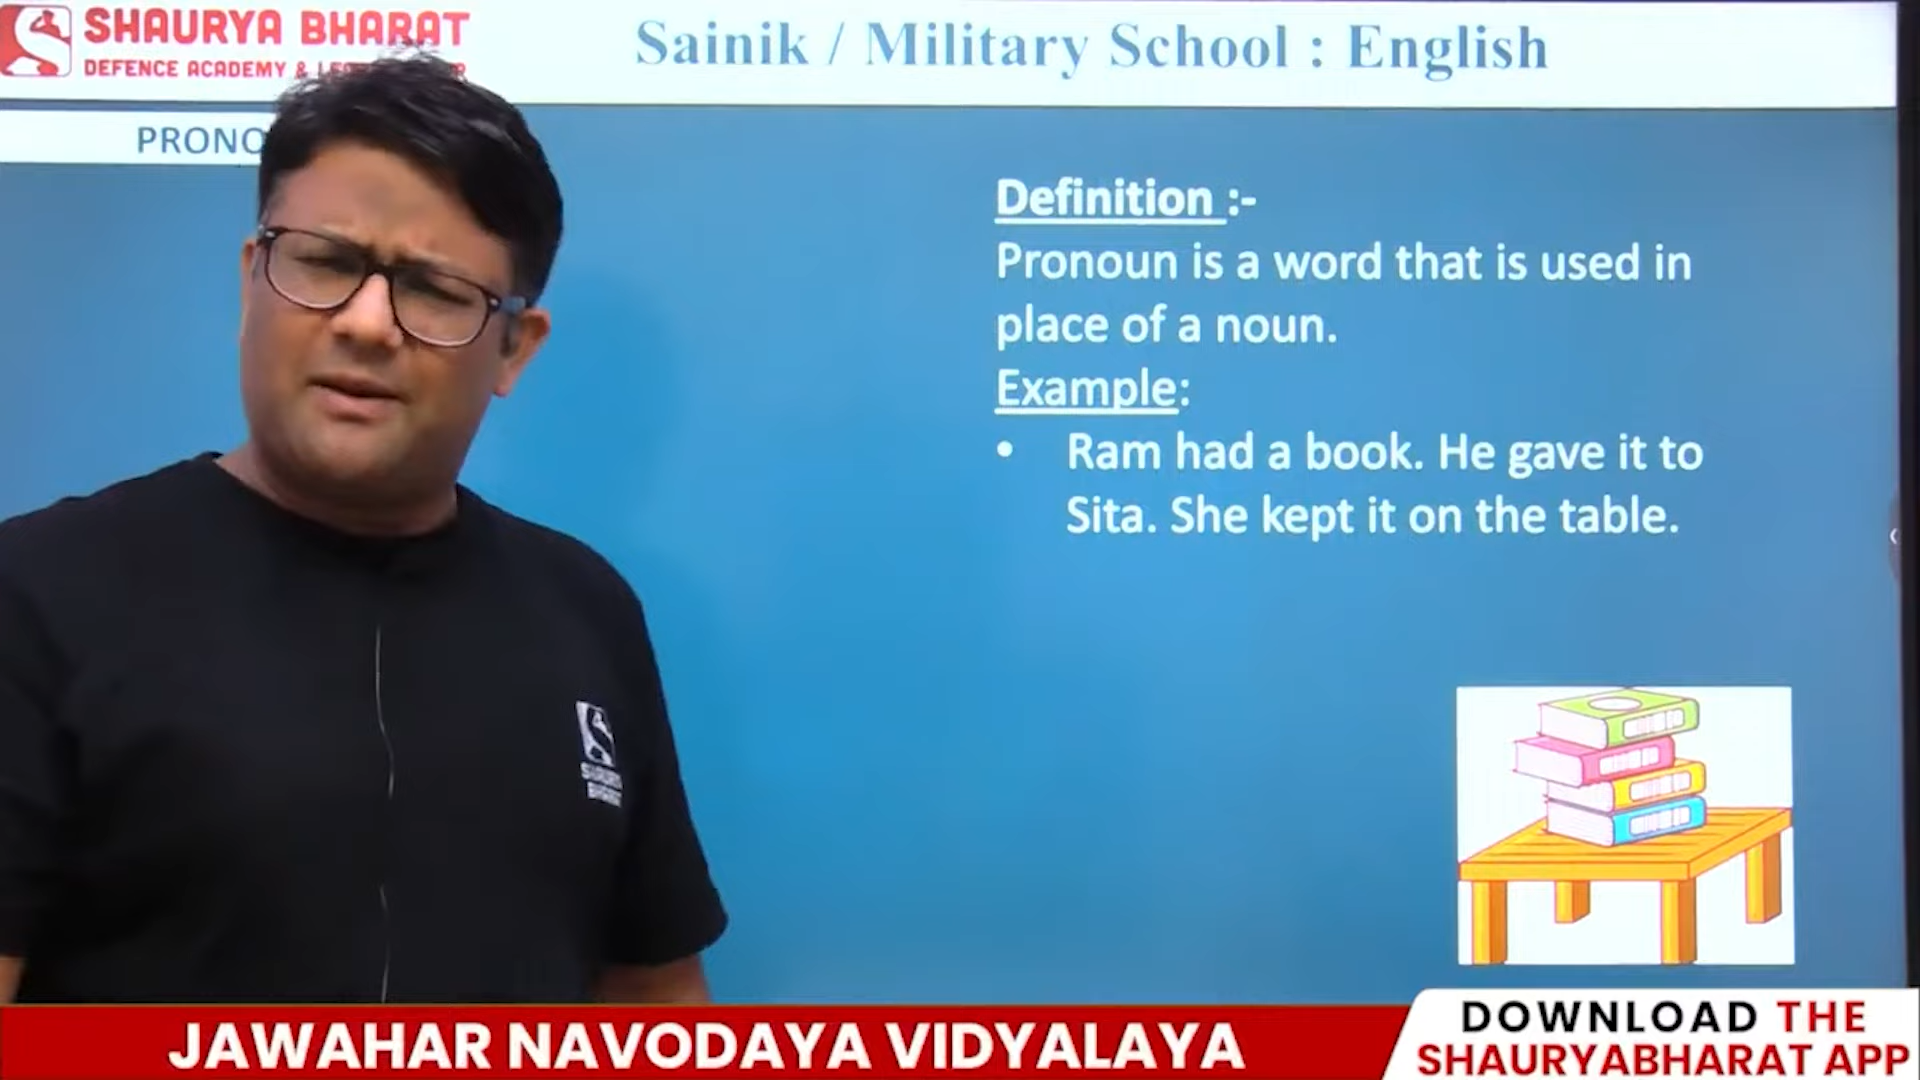 SHAURYA BHARAT
DEFENCE ACADEMY &
Sainik / Military School : English
Definition :-
Pronoun is a word that is used in
place of a noun.
Example:
• Ram had a book. He gave it to
Sita. She kept it on the table.
JAWAHAR NAVODAYA VIDYALAYA
DOWNLOAD THE
SHAURYABHARAT APP